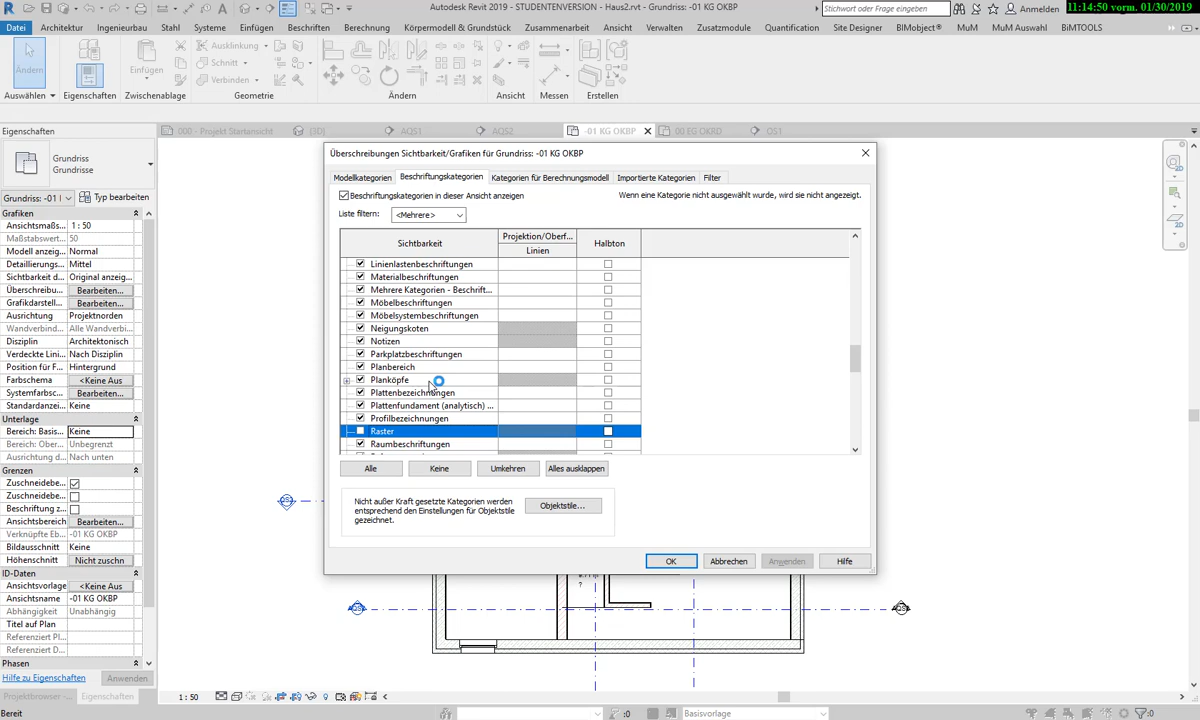 Autodesk Revit 2019 - STUDENTENVERSION - Haus2.rvt - Grundriss: -01 KG OKBP
Stichwort oder Frage eingeben
Anmelden
11:14:50 vorm. 01/30/2019
Datei Architektur Ingenieurbau Stahl Systeme Einfügen Beschriften Berechnung Körpermodell & Grundstück Zusammenarbeit Ansicht Verwalten Zusatzmodule Quantification Site Designer BIMobject® MuM MuM Auswahl BiMTOOLS
Ändern
Einfügen
Ausklinkung
Schnitt
Verbinden
Auswählen Eigenschaften Zwischenablage Geometrie Ändern Ansicht Messen Erstellen
Eigenschaften
000 - Projekt Startansicht {3D} AQS1 AQS2 -01 KG OKBP 00 EG OKRD QS1
Grundriss
Grundrisse
Grundriss: -01 Typ bearbeiten
Grafiken
Ansichtsmaß... 1 : 50
Maßstabswert... 50
Modell anzeig... Normal
Detaillierungs... Mittel
Sichtbarkeit d... Original anzeig...
Überschreibu... Bearbeiten...
Grafikdarstell... Bearbeiten...
Ausrichtung Projektnorden
Wandverbind... Alle Wandverbi...
Disziplin Architektonisch
Verdeckte Lini... Nach Disziplin
Position für F... Hintergrund
Farbschema <Keine Aus
Systemfarbsc... Bearbeiten...
Standardanzei... Keine
Unterlage
Bereich: Basis... Keine
Bereich: Ober... Unbegrenzt
Ausrichtung d... Nach unten
Grenzen
Zuschneidebe...
Zuschneidebe...
Beschriftung z...
Ansichtsbereich Bearbeiten...
Verknüpfte Eb... -01 KG OKBP
Bildausschnitt Keine
Höhenschnitt Nicht zuschn
ID-Daten
Ansichtsvorlage <Keine Aus
Ansichtsname -01 KG OKBP
Abhängigkeit Unabhängig
Titel auf Plan
Referenziert Pl...
Referenziert D...
Phasen
Hilfe zu Eigenschaften Anwenden
Projektbrowser -... Eigenschaften
Bereit
Überschreibungen Sichtbarkeit/Grafiken für Grundriss: -01 KG OKBP
Modellkategorien Beschriftungskategorien Kategorien für Berechnungsmodell Importierte Kategorien Filter
Beschriftungskategorien in dieser Ansicht anzeigen
Wenn eine Kategorie nicht ausgewählt wurde, wird sie nicht angezeigt.
Liste filtern: <Mehrere>
Sichtbarkeit Projektion/Oberf... Halbton
Linien
Linienlastenbeschriftungen
Materialbeschriftungen
Mehrere Kategorien - Beschrift...
Möbelbeschriftungen
Möbelsystembeschriftungen
Neigungskoten
Notizen
Parkplatzbeschriftungen
Planbereich
Planköpfe
Plattenbezeichnungen
Plattenfundament (analytisch) ...
Profilbezeichnungen
Raster
Raumbeschriftungen
Alle Keine Umkehren Alles ausklappen
Nicht außer Kraft gesetzte Kategorien werden
entsprechend den Einstellungen für Objektstile
gezeichnet.
Objektstile...
OK Abbrechen Anwenden Hilfe
1 : 50
:0 Basisvorlage :0